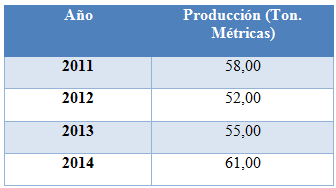 Año Producción (Ton.
Métricas)
2011 58,00
2012 52,00
2013 55,00
2014 61,00